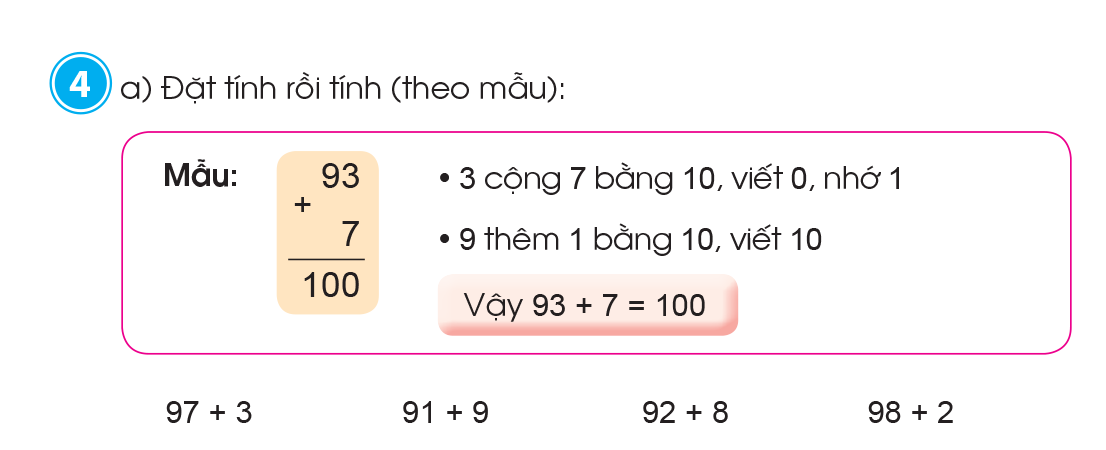 4 a) Đặt tính rồi tính (theo mẫu):
Mẫu:
93
+
7
100
• 3 cộng 7 bằng 10, viết 0, nhớ 1
• 9 thêm 1 bằng 10, viết 10
Vậy 93 + 7 = 100
97 + 3 91 + 9 92 + 8 98 + 2